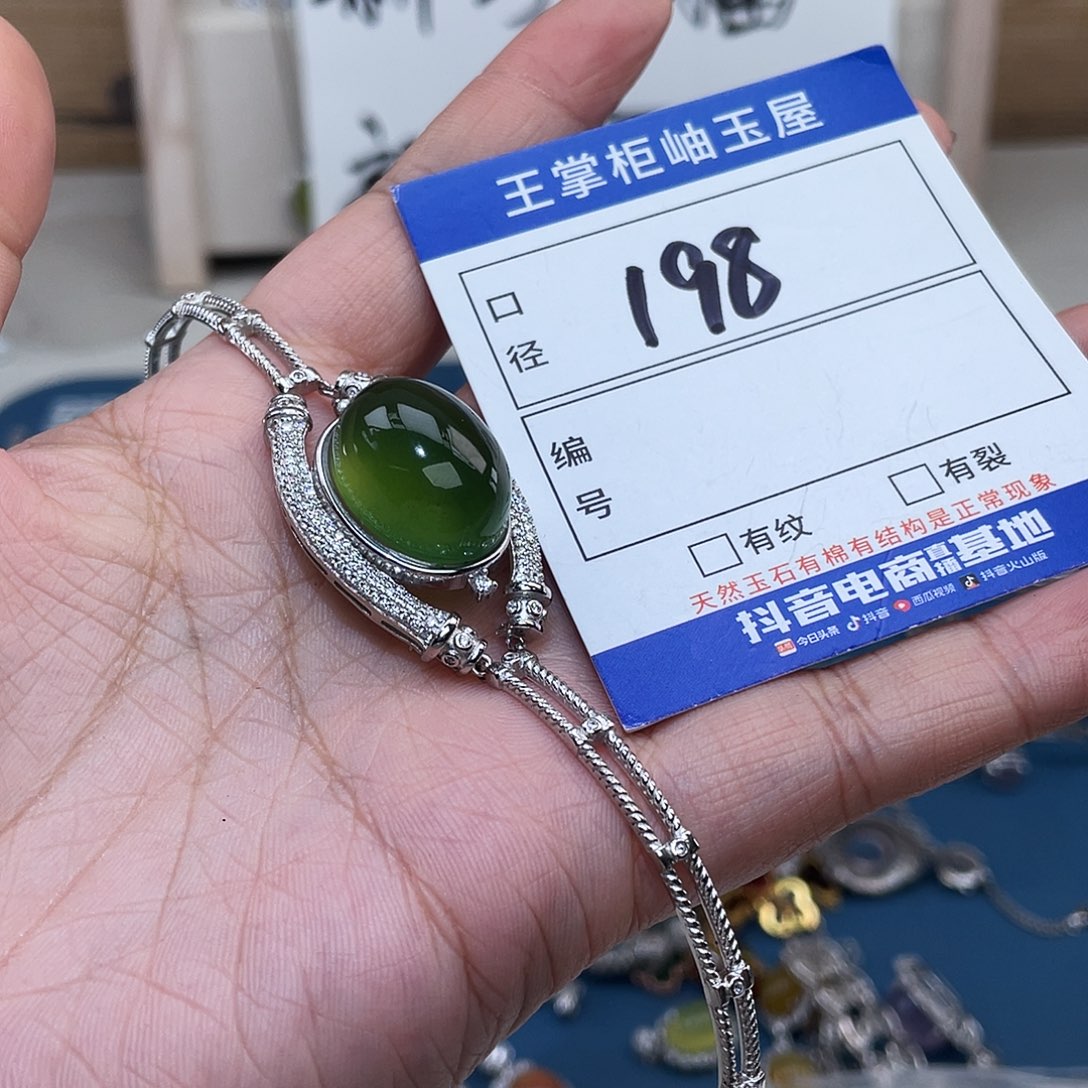 王掌柜岫玉屋
口径
198
编号
有纹
有裂
天然玉石有棉有结构是正常现象
抖音电商直播基地
今日头条 抖音 西瓜视频 抖音火山版